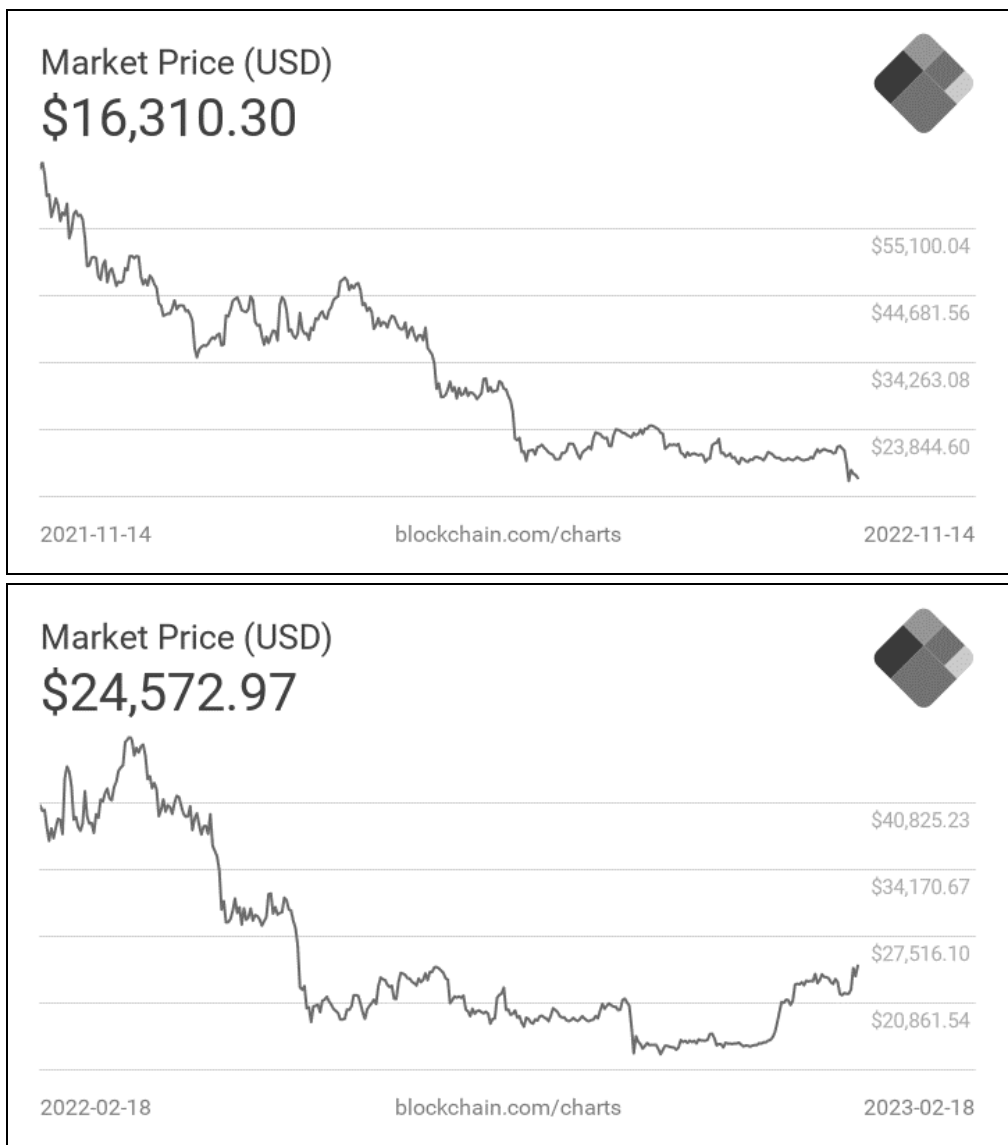 Market Price (USD)
$16,310.30
$55,100.04
$44,681.56
$34,263.08
$23,844.60
2021-11-14 blockchain.com/charts 2022-11-14
Market Price (USD)
$24,572.97
$40,825.23
$34,170.67
$27,516.10
$20,861.54
2022-02-18 blockchain.com/charts 2023-02-18